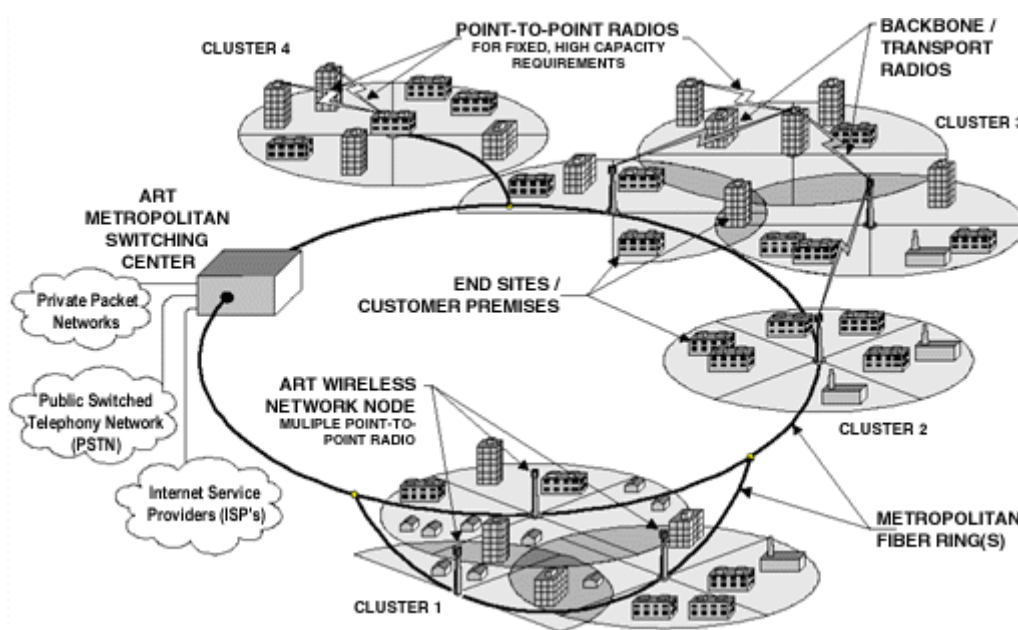 CLUSTER 4
POINT-TO-POINT RADIOS
FOR FIXED, HIGH CAPACITY
REQUIREMENTS
BACKBONE /
TRANSPORT
RADIOS
CLUSTER 3
ART
METROPOLITAN
SWITCHING
CENTER
Private Packet
Networks
Public Switched
Telephony Network
(PSTN)
Internet Service
Providers (ISP's)
END SITES /
CUSTOMER PREMISES
ART WIRELESS
NETWORK NODE
MULIPLE POINT-TO-
POINT RADIO
CLUSTER 2
METROPOLITAN
FIBER RING(S)
CLUSTER 1